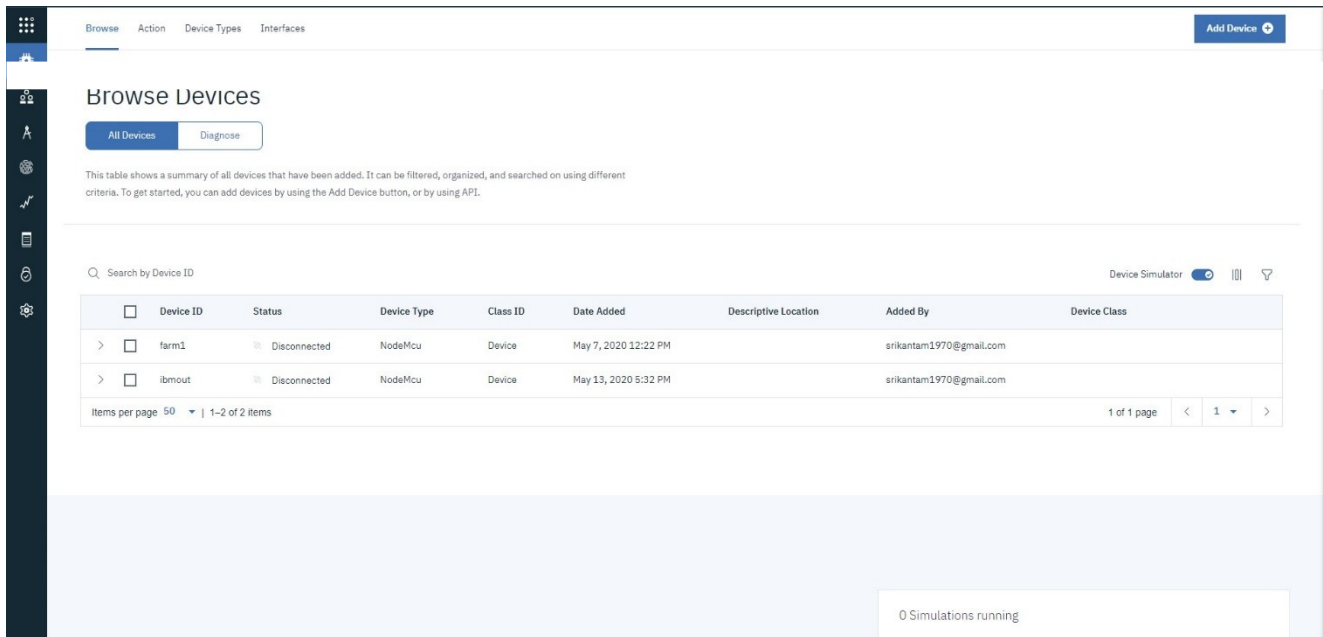 Browse Action Device Types Interfaces Add Device
Browse Devices
All Devices Diagnose
This table shows a summary of all devices that have been added. It can be filtered, organized, and searched on using different
criteria. To get started, you can add devices by using the Add Device button, or by using API.
Search by Device ID Device Simulator
Device ID Status Device Type Class ID Date Added Descriptive Location Added By Device Class
farm1 Disconnected NodeMcu Device May 7, 2020 12:22 PM srikantam1970@gmail.com
ibmout Disconnected NodeMcu Device May 13, 2020 5:32 PM srikantam1970@gmail.com
Items per page 50 | 1–2 of 2 items 1 of 1 page 1
0 Simulations running